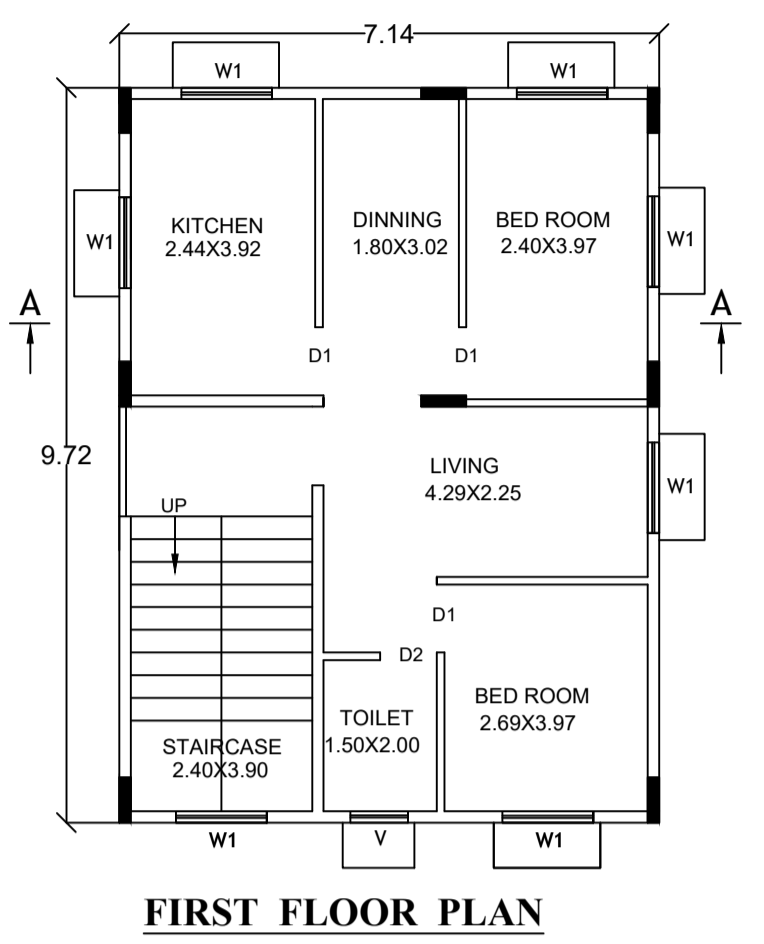 7.14
W1
W1
KITCHEN
2.44X3.92
DINNING
1.80X3.02
BED ROOM
2.40X3.97
W1
W1
A
A
D1
D1
9.72
LIVING
4.29X2.25
W1
UP
D1
D2
BED ROOM
2.69X3.97
TOILET
1.50X2.00
STAIRCASE
2.40X3.90
W1
V
W1
FIRST FLOOR PLAN